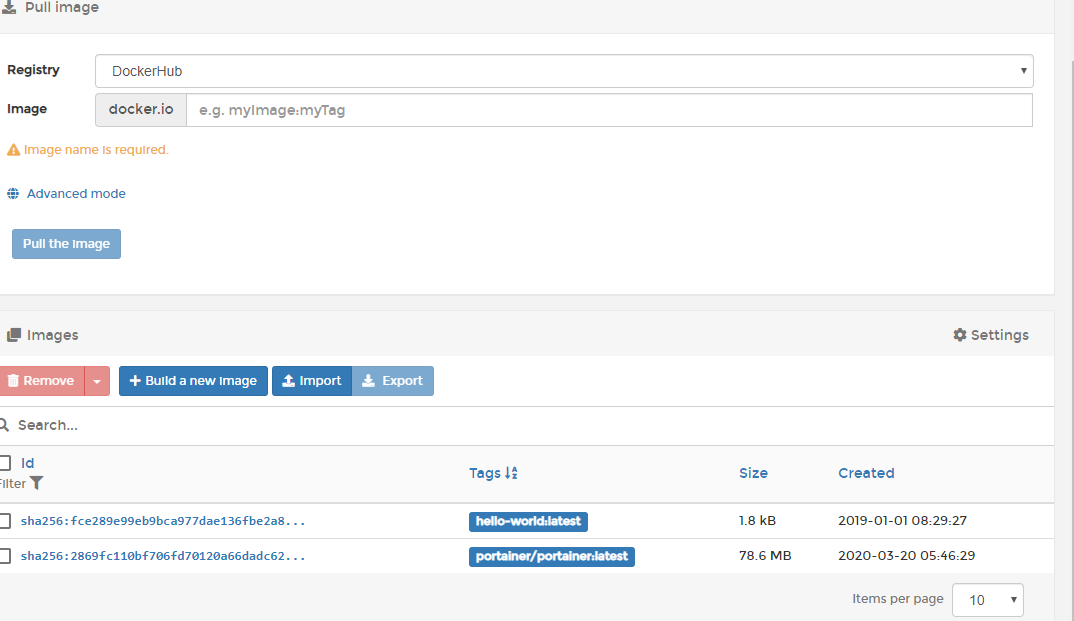 Pull image
Registry DockerHub
Image docker.io e.g. myImage:myTag
Image name is required.
Advanced mode
Pull the image
Images Settings
Remove Build a new image Import Export
Search...
Id Tags Size Created
Filter
sha256:fce289e99eb9bca977dae136fbe2a8... hello-world:latest 1.8 kB 2019-01-01 08:29:27
sha256:2869fc110bf706fd70120a66dadc62... portainer/portainer:latest 78.6 MB 2020-03-20 05:46:29
Items per page 10